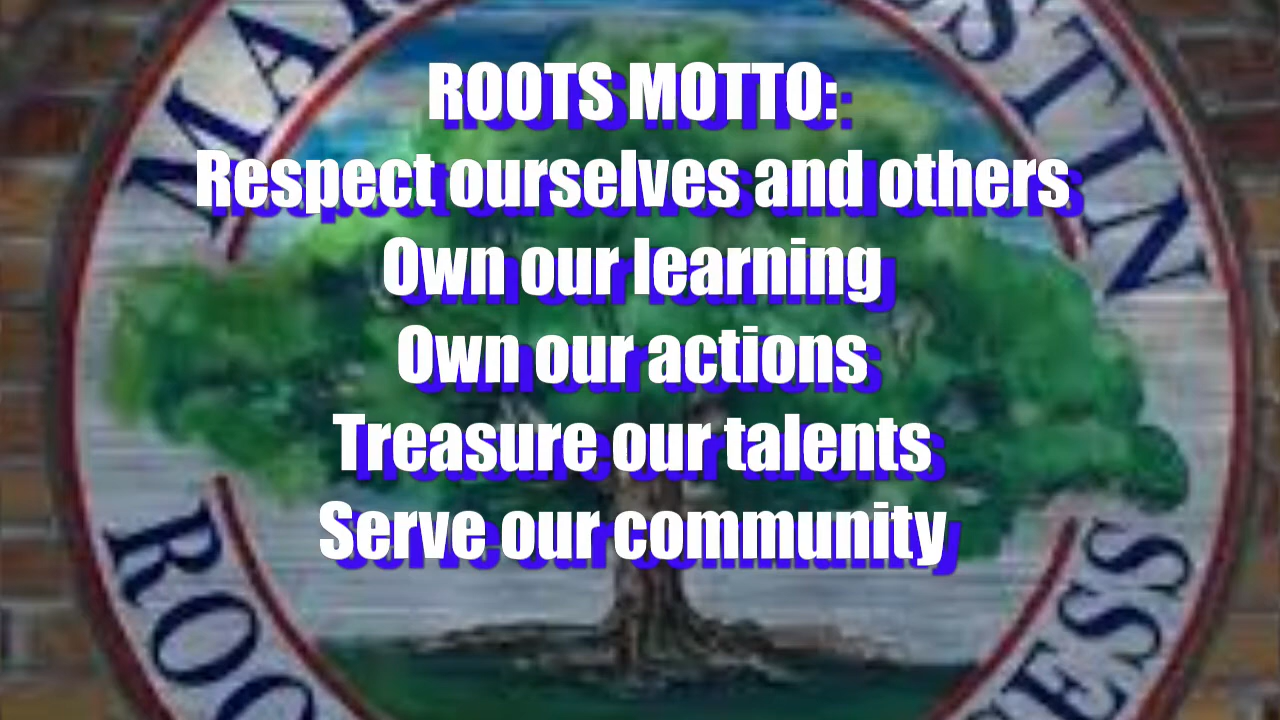 ROOTS MOTTO:
Respect ourselves and others
Own our learning
Own our actions
Treasure our talents
Serve our community